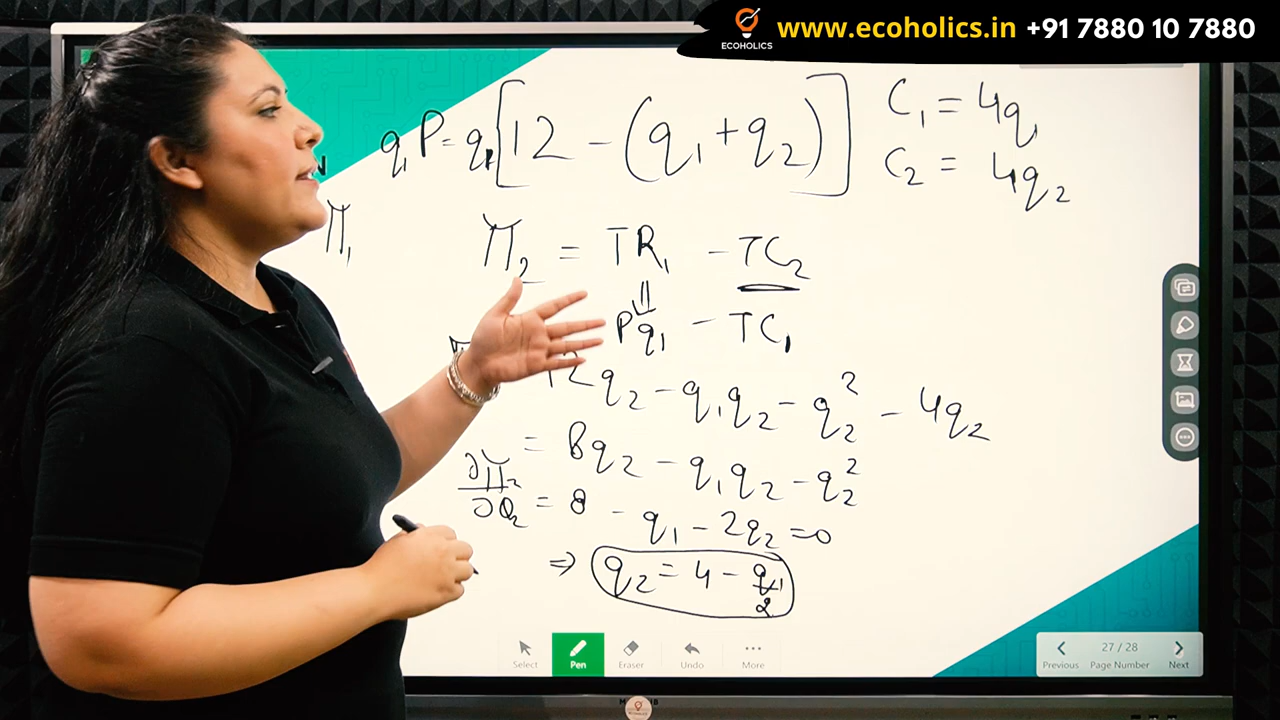 ECOHOLICS
www.ecoholics.in +91 7880 10 7880
q₁P = q₁[12 - (q₁ + q₂)]
C₁ = 4q₁
C₂ = 4q₂
π₁
π₂ = TR₁ - TC₂
⇓
Pq₁ - TC₁
12q₂ - q₁q₂ - q₂² - 4q₂
= 8q₂ - q₁q₂ - q₂²
∂π₂/∂Q₂ = 8 - q₁ - 2q₂ = 0
⇒ q₂ = 4 - q₁/2
Select
Pen
Eraser
Undo
More
Previous
27 / 28
Page Number
Next